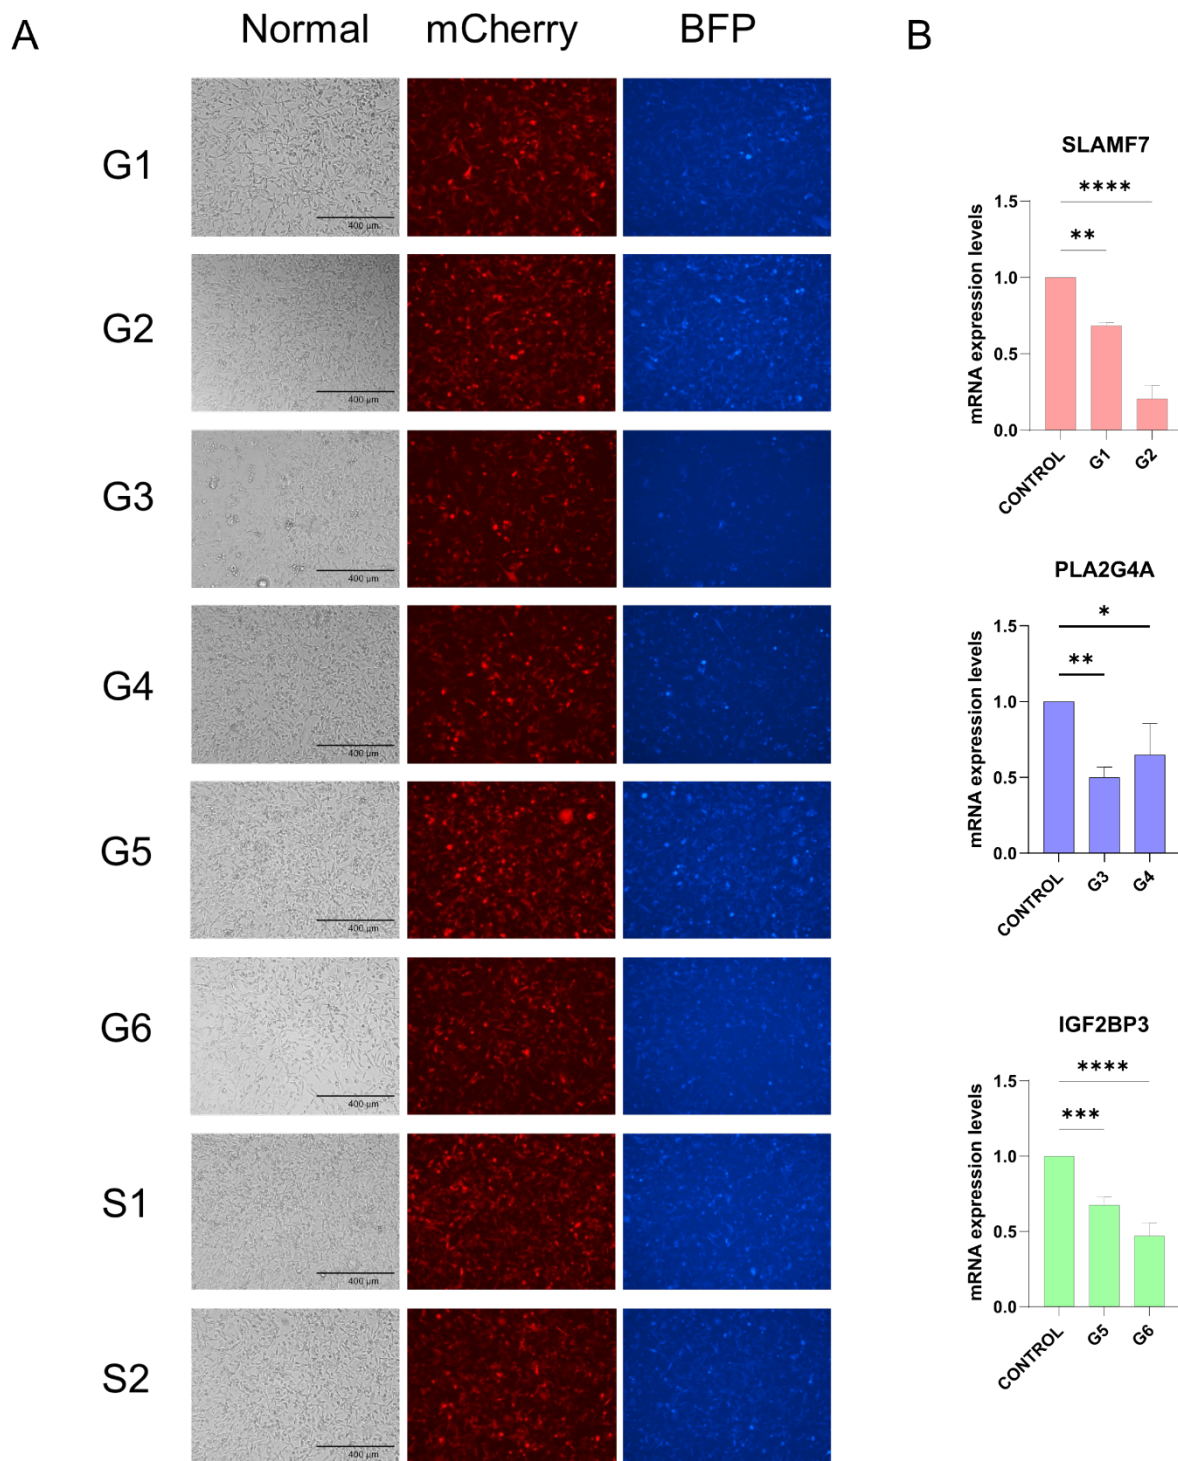 A
Normal mCherry BFP
G1
400 µm
G2
400 µm
G3
400 µm
G4
400 µm
G5
400 µm
G6
400 µm
S1
400 µm
S2
400 µm
B
SLAMF7
mRNA expression levels
1.5
1.0
0.5
0.0
****
**
CONTROL G1 G2
PLA2G4A
mRNA expression levels
1.5
1.0
0.5
0.0
*
**
CONTROL G3 G4
IGF2BP3
mRNA expression levels
1.5
1.0
0.5
0.0
****
***
CONTROL G5 G6